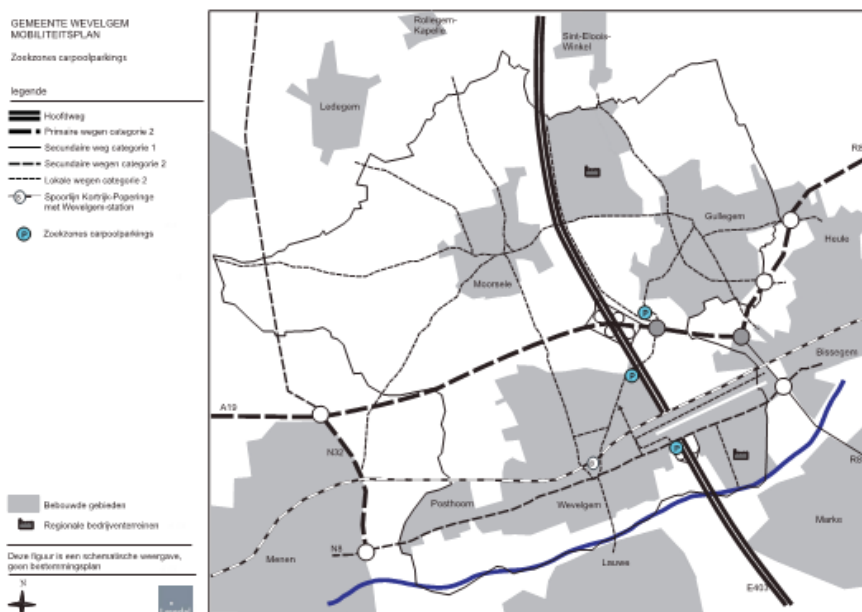 GEMEENTE WEVELGEM
MOBILITEITSPLAN
Zoekzones carpoolparkings
legende
Hoofdweg
Primaire wegen categorie 2
Secundaire weg categorie 1
Secundaire wegen categorie 2
Lokale wegen categorie 2
Spoorlijn Kortrijk-Poperinge
met Wevelgem-station
P
Zoekzones carpoolparkings
Bebouwde gebieden
Regionale bedrijventerreinen
Deze figuur is een schematische weergave,
geen bestemmingsplan
N
Rollegem-
Kapelle
Sint-Eloois-
Winkel
Ledegem
R8
Gullegem
Heule
Moorsele
P
P
Bissegem
A19
N32
P
R8
Posthoorn
Wevelgem
Marke
N8
Menen
Lauwe
E403